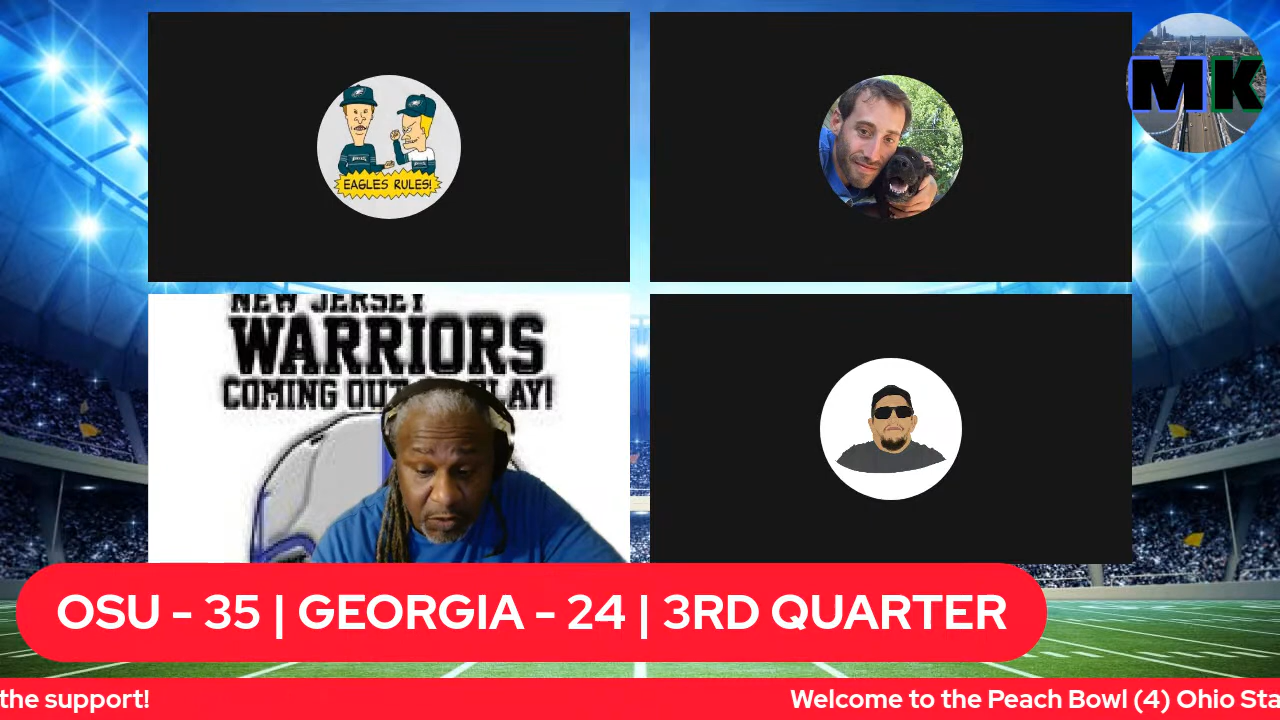 EAGLES RULES!
MK
NEW JERSEY
WARRIORS
COMING OUT LAY!
OSU - 35 | GEORGIA - 24 | 3RD QUARTER
the support! Welcome to the Peach Bowl (4) Ohio Sta